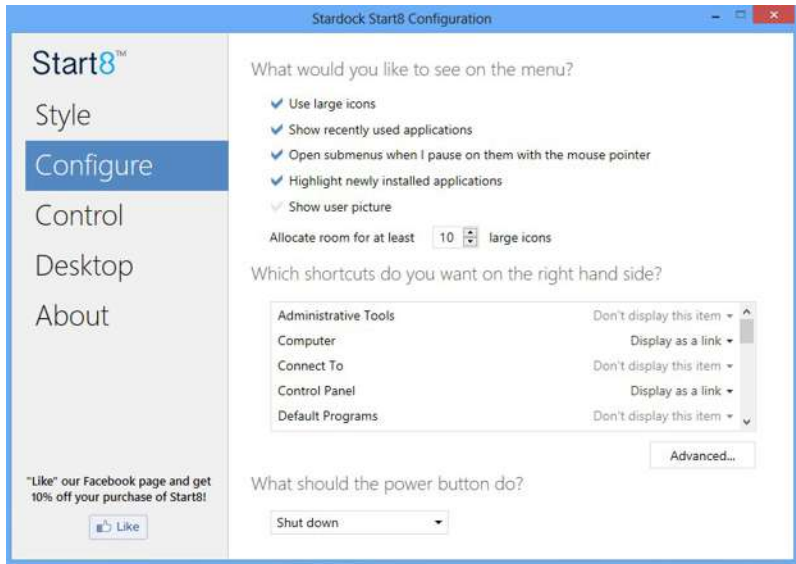 Stardock Start8 Configuration
Start8™
Style
Configure
Control
Desktop
About
"Like" our Facebook page and get
10% off your purchase of Start8!
Like
What would you like to see on the menu?
Use large icons
Show recently used applications
Open submenus when I pause on them with the mouse pointer
Highlight newly installed applications
Show user picture
Allocate room for at least 10 large icons
Which shortcuts do you want on the right hand side?
Administrative Tools Don't display this item
Computer Display as a link
Connect To Don't display this item
Control Panel Display as a link
Default Programs Don't display this item
Advanced...
What should the power button do?
Shut down